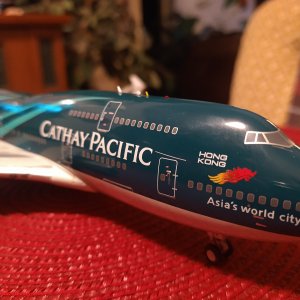 CATHAY PACIFIC
HONG
KONG
Asia's world city